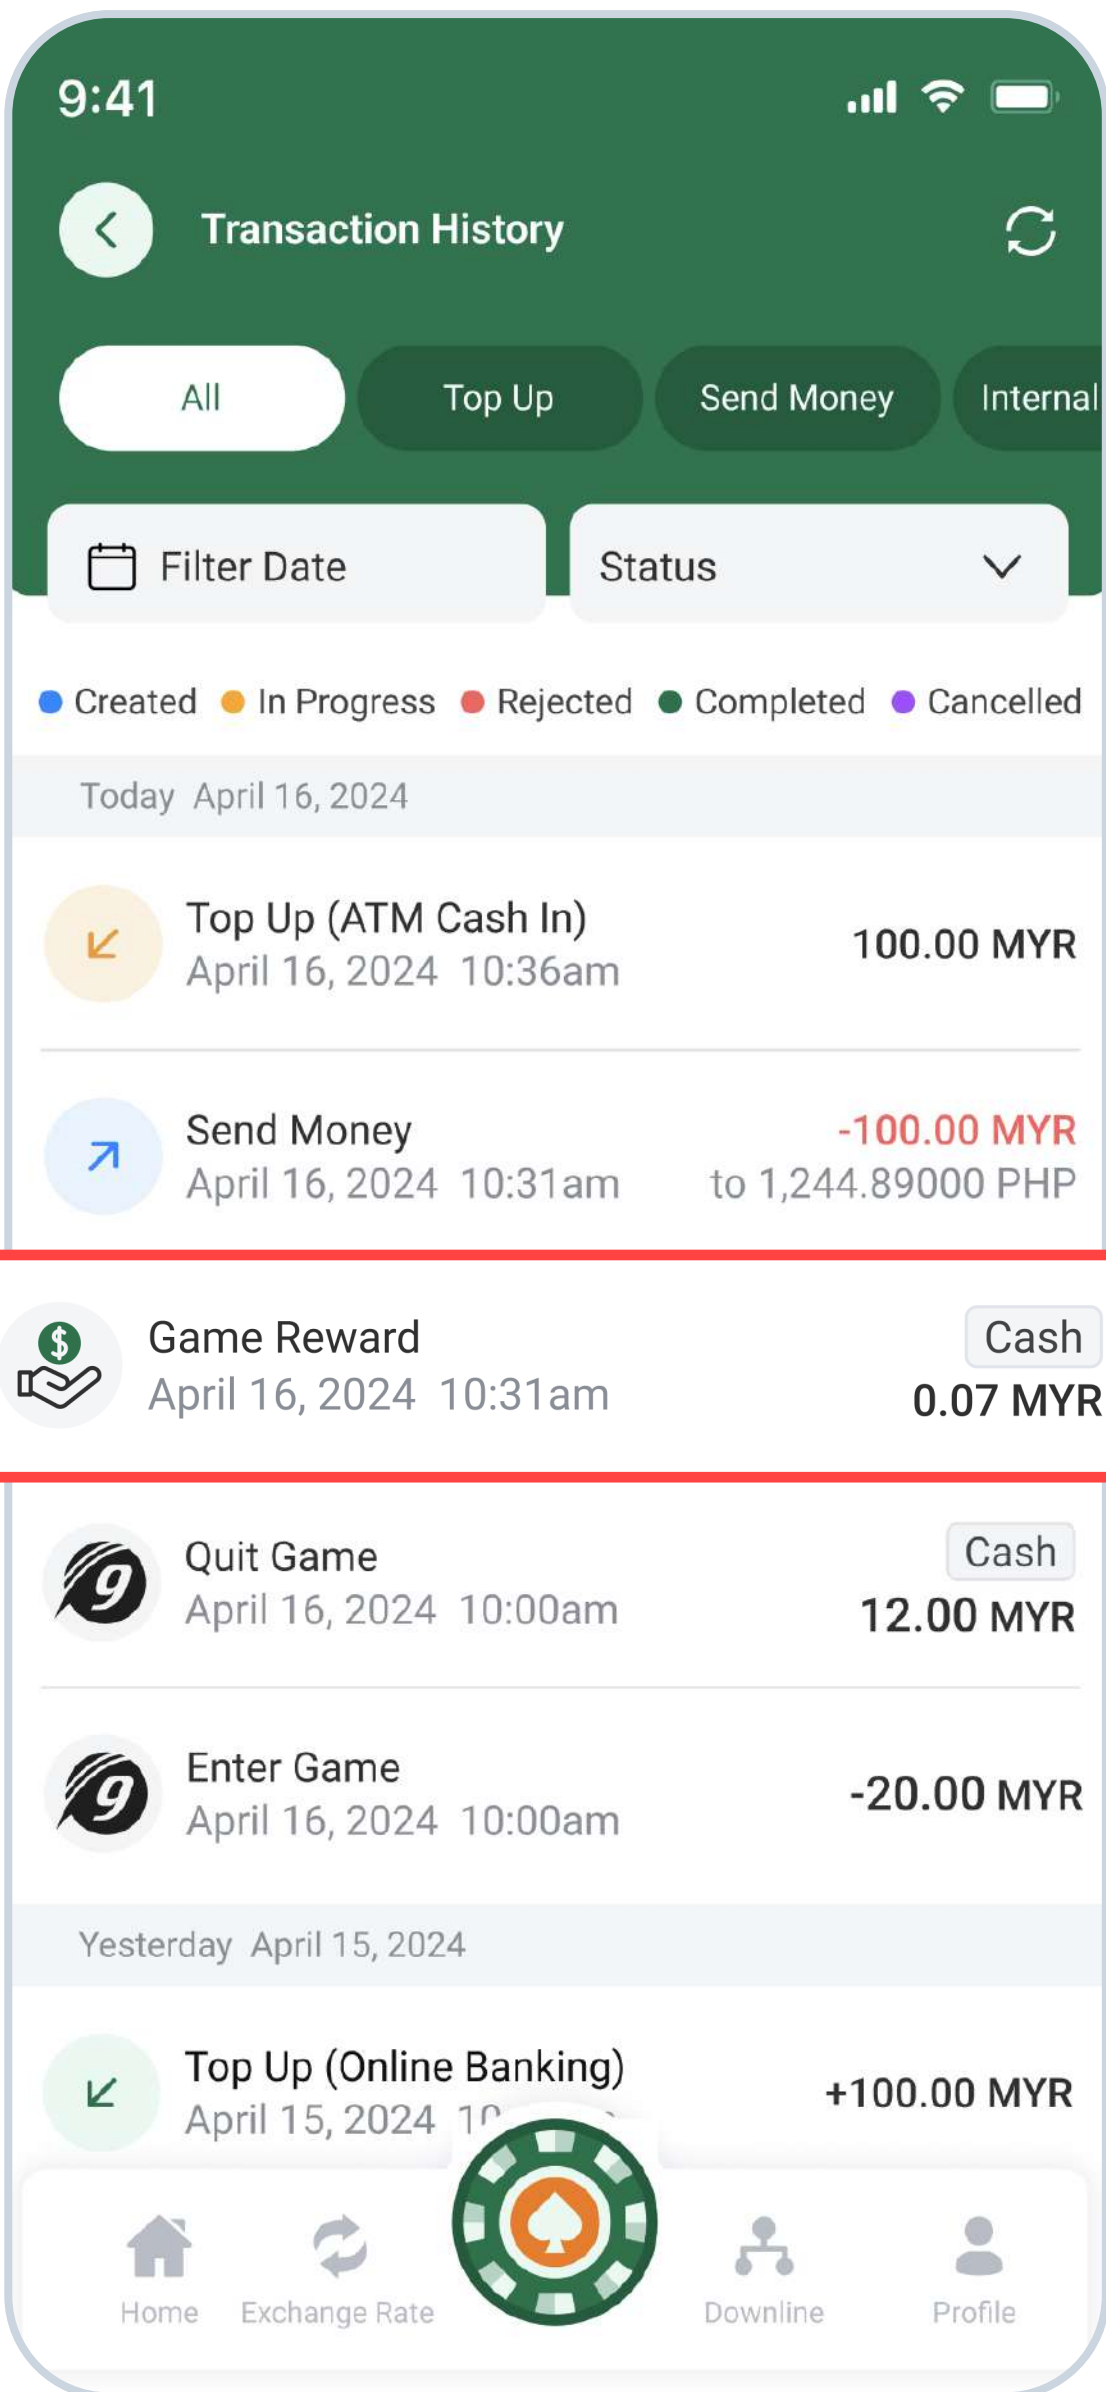 9:41
Transaction History
All
Top Up
Send Money
Internal
Filter Date
Status
Created
In Progress
Rejected
Completed
Cancelled
Today April 16, 2024
Top Up (ATM Cash In)
100.00 MYR
April 16, 2024 10:36am
Send Money
-100.00 MYR
April 16, 2024 10:31am
to 1,244.89000 PHP
$
Game Reward
Cash
April 16, 2024 10:31am
0.07 MYR
9
Quit Game
Cash
April 16, 2024 10:00am
12.00 MYR
9
Enter Game
-20.00 MYR
April 16, 2024 10:00am
Yesterday April 15, 2024
Top Up (Online Banking)
+100.00 MYR
April 15, 2024
Home
Exchange Rate
Downline
Profile